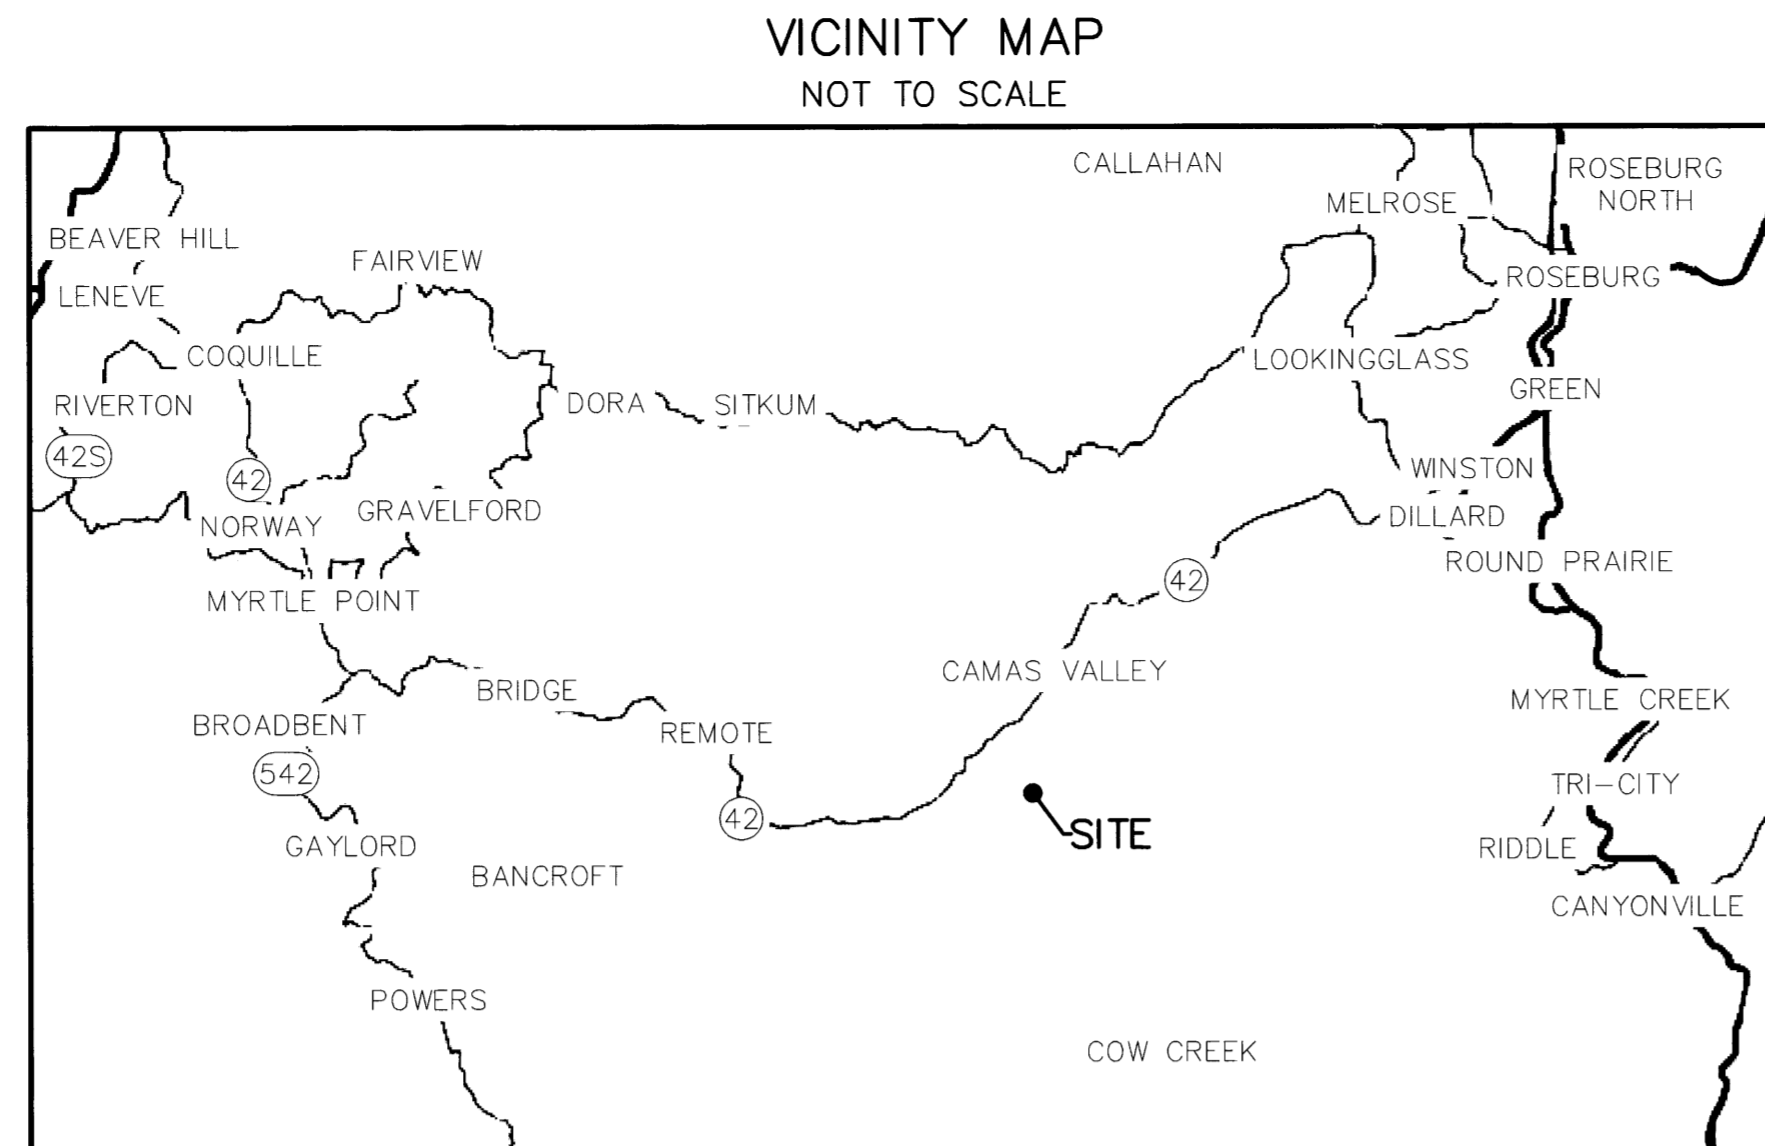 VICINITY MAP
NOT TO SCALE
CALLAHAN
ROSEBURG
NORTH
MELROSE
BEAVER HILL
FAIRVIEW
ROSEBURG
LENEVE
COQUILLE
LOOKINGGLASS
GREEN
RIVERTON
DORA
SITKUM
42S
WINSTON
42
GRAVELFORD
DILLARD
NORWAY
ROUND PRAIRIE
42
MYRTLE POINT
CAMAS VALLEY
BRIDGE
MYRTLE CREEK
BROADBENT
REMOTE
542
TRI-CITY
42
SITE
GAYLORD
RIDDLE
BANCROFT
CANYONVILLE
POWERS
COW CREEK